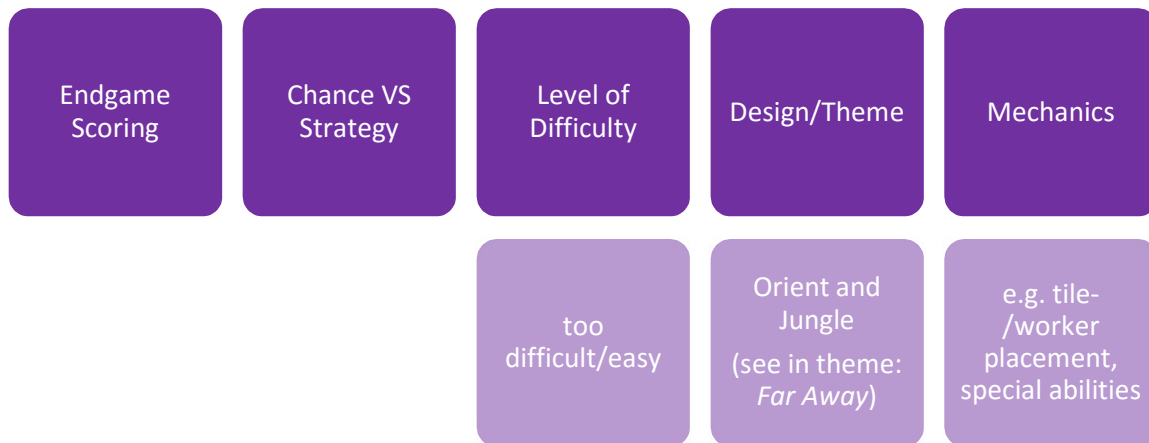 Endgame
Scoring
Chance VS
Strategy
Level of
Difficulty
Design/Theme
Mechanics
too
difficult/easy
Orient and
Jungle
(see in theme:
Far Away)
e.g. tile-
/worker
placement,
special abilities